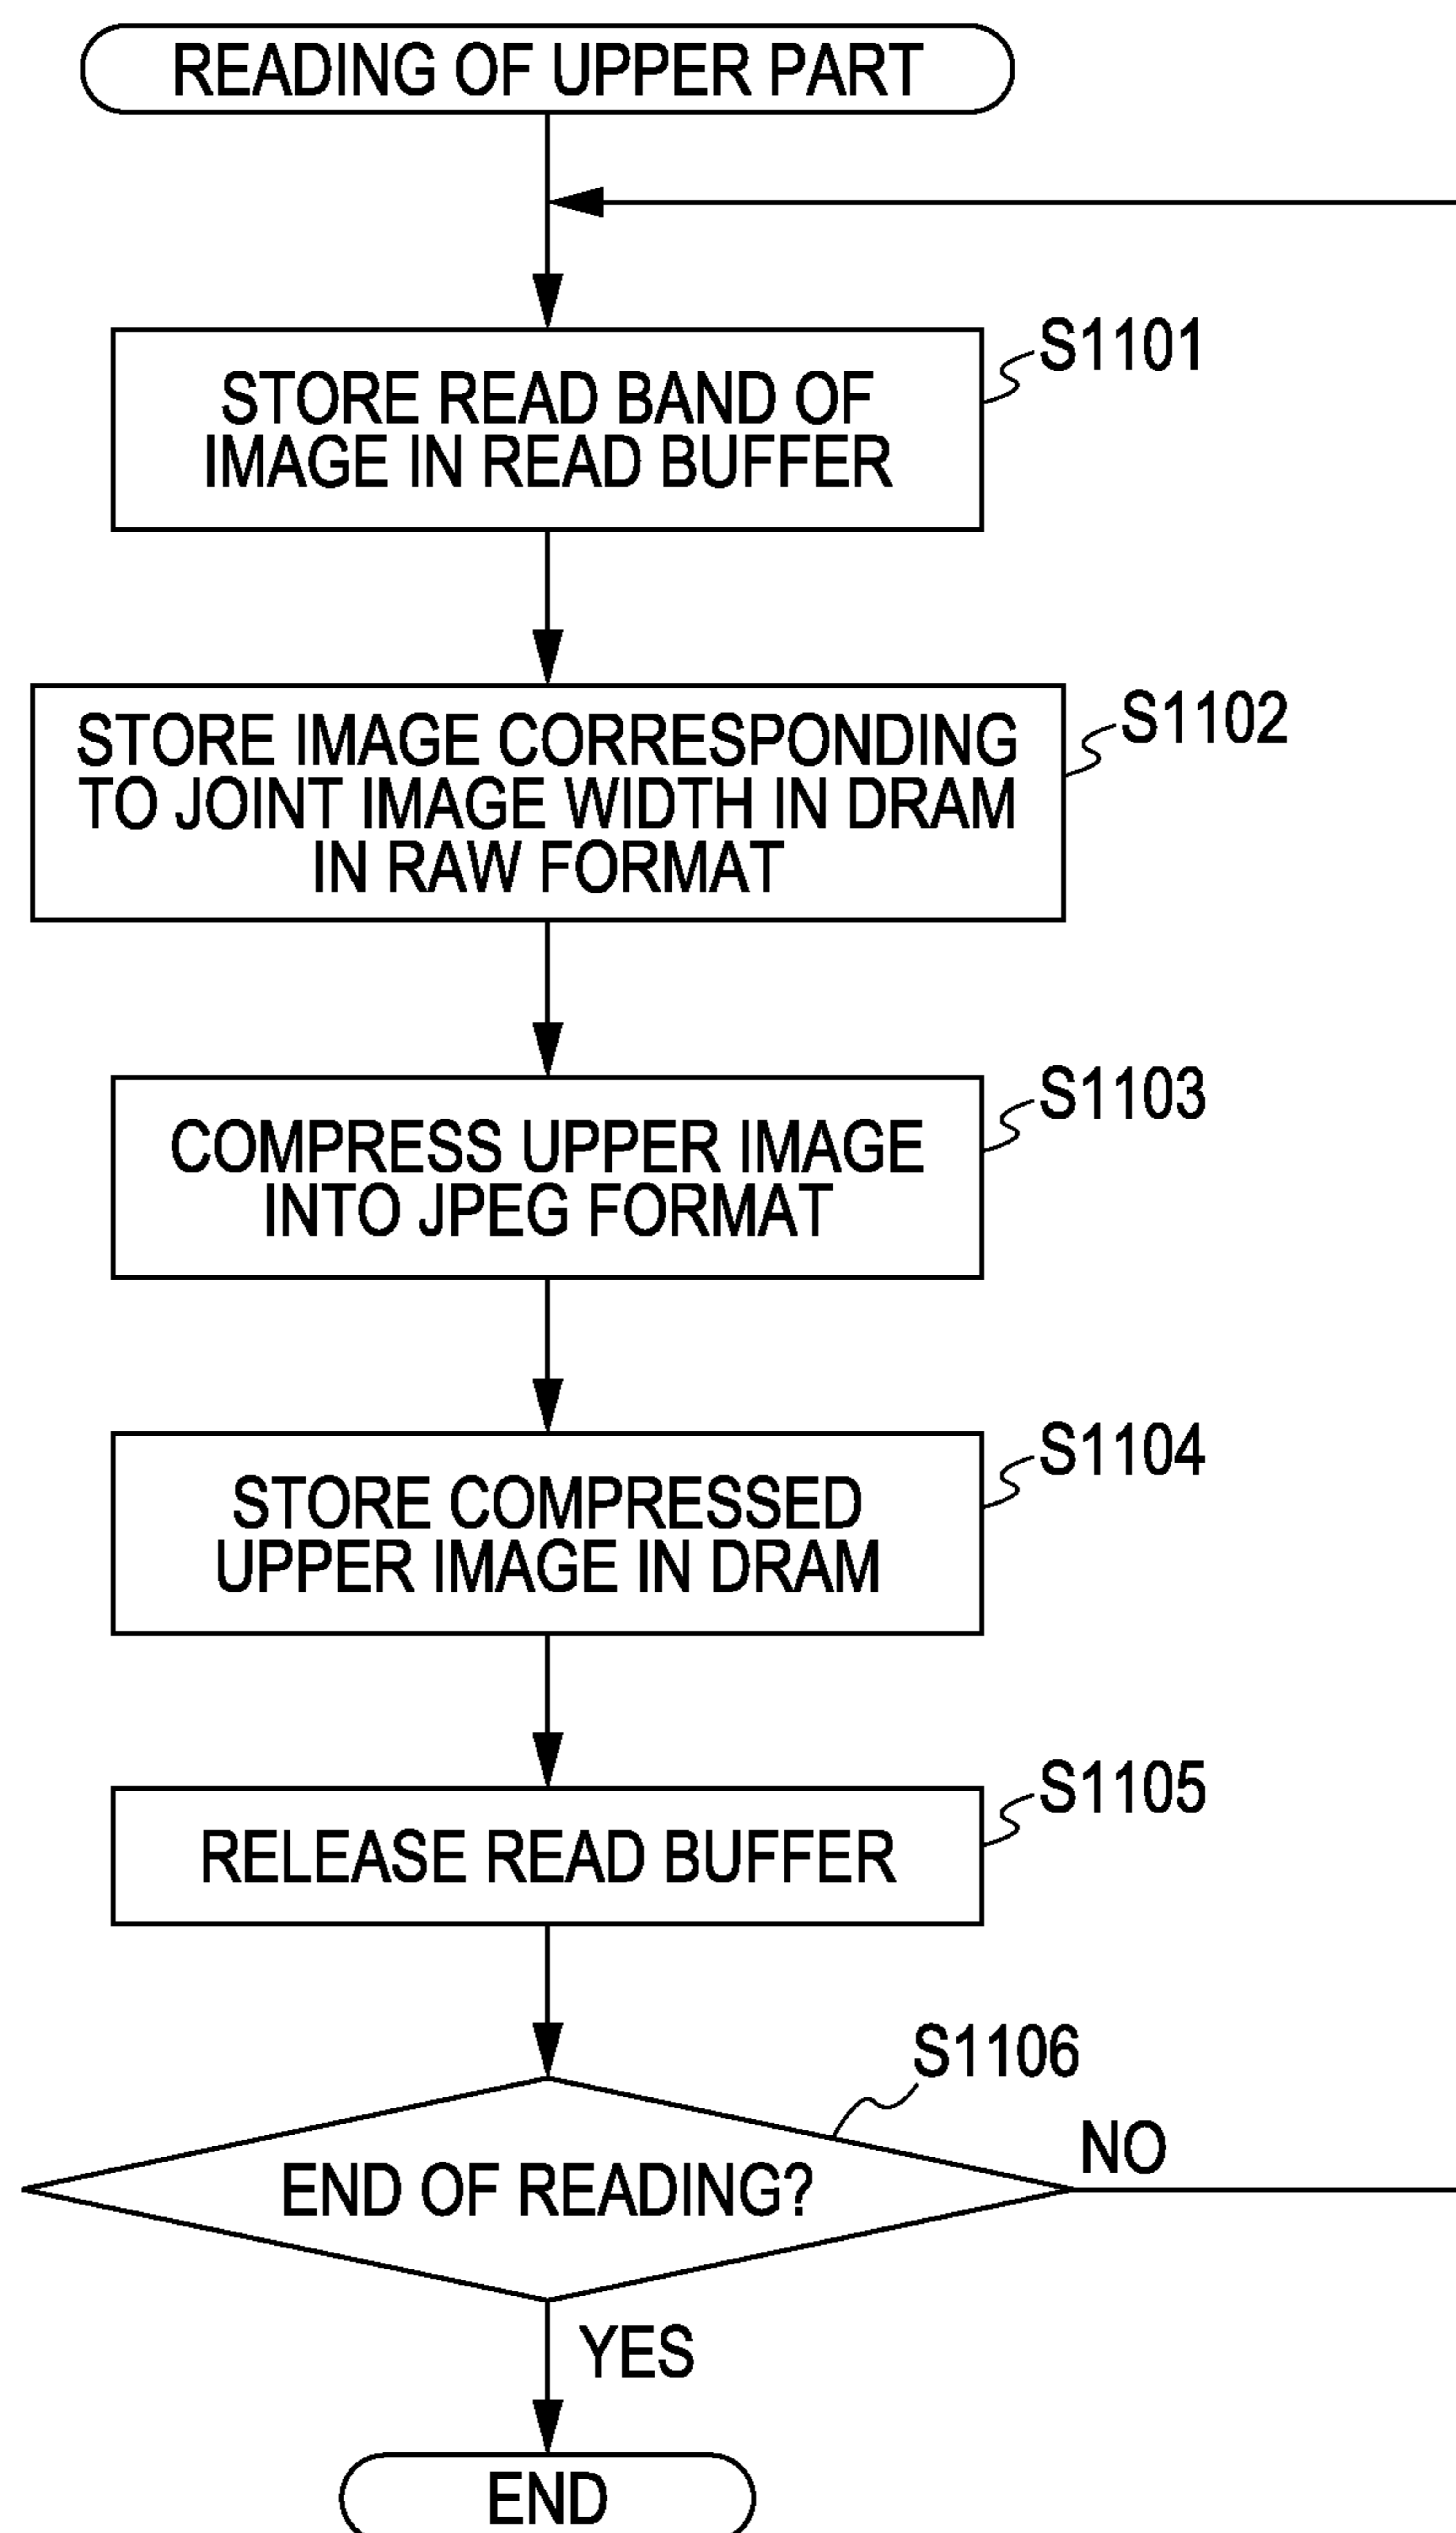 READING OF UPPER PART
S1101
STORE READ BAND OF
IMAGE IN READ BUFFER
S1102
STORE IMAGE CORRESPONDING
TO JOINT IMAGE WIDTH IN DRAM
IN RAW FORMAT
S1103
COMPRESS UPPER IMAGE
INTO JPEG FORMAT
S1104
STORE COMPRESSED
UPPER IMAGE IN DRAM
S1105
RELEASE READ BUFFER
S1106
END OF READING?
NO
YES
END